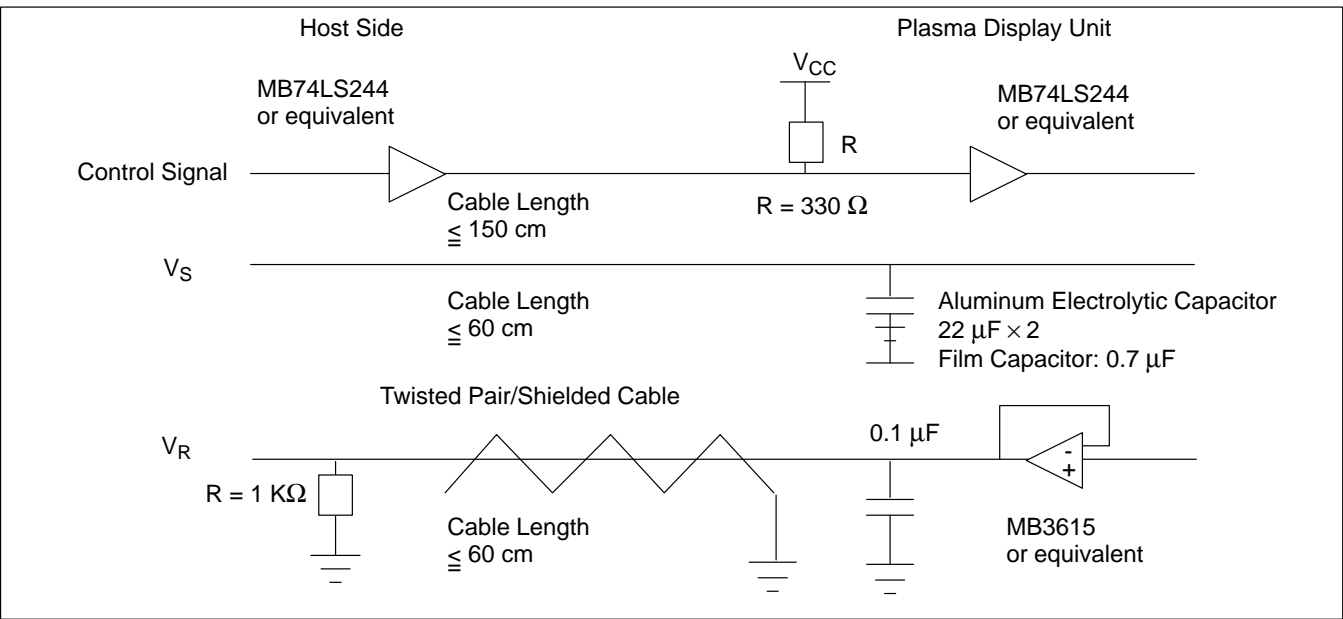 Host Side
Plasma Display Unit
V_CC
MB74LS244
or equivalent
MB74LS244
or equivalent
R
Control Signal
R = 330 Ω
Cable Length
≦ 150 cm
V_S
Cable Length
≦ 60 cm
Aluminum Electrolytic Capacitor
22 μF × 2
Film Capacitor: 0.7 μF
Twisted Pair/Shielded Cable
V_R
0.1 μF
-
+
R = 1 KΩ
Cable Length
≦ 60 cm
MB3615
or equivalent